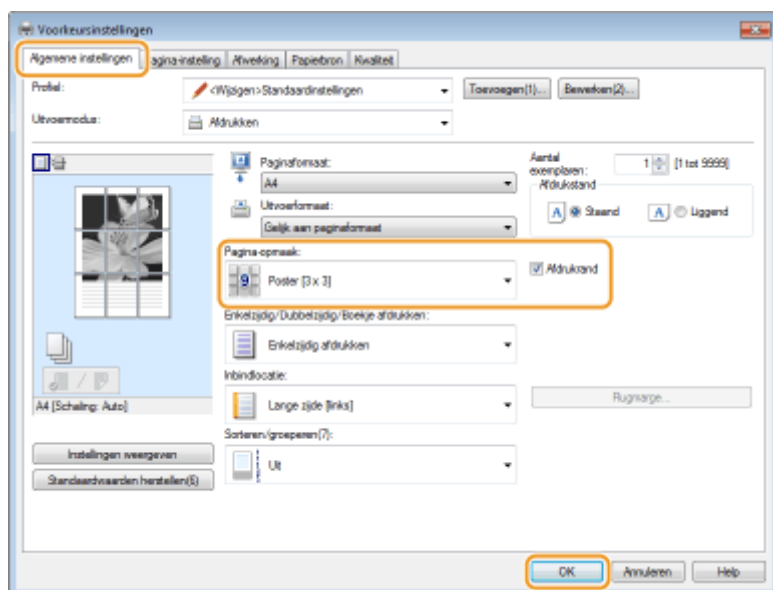 Voorkeursinstellingen
Algemene instellingen Pagina-instelling Afwerking Papierbron Kwaliteit
Profiel: <Wijzigen>Standaardinstellingen Toevoegen(1)... Bewerken(2)...
Uitvoermodus: Afdrukken
Paginaformaat:
A4
Uitvoerformaat:
Gelijk aan paginaformaat
Aantal exemplaren: 1 [1 tot 9999]
Afdrukstand
A Staand A Liggend
Pagina-opmaak:
9 Poster [3 x 3]
Afdrukrand
Enkelzijdig/Dubbelzijdig/Boekje afdrukken:
Enkelzijdig afdrukken
Inbindlocatie:
Lange zijde [links]
Rugmarge...
A4 [Schaling: Auto]
Sorteren/groeperen(7):
Uit
Instellingen weergeven
Standaardwaarden herstellen(6)
OK Annuleren Help